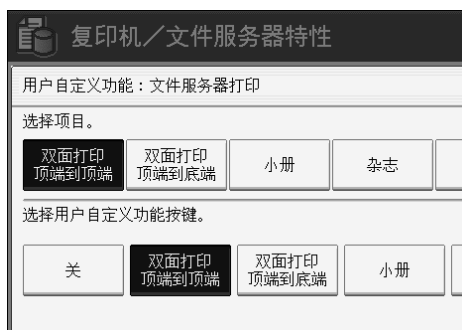 复印机／文件服务器特性
用户自定义功能：文件服务器打印
选择项目。
双面打印
顶端到顶端
双面打印
顶端到底端
小册
杂志
选择用户自定义功能按键。
关
双面打印
顶端到顶端
双面打印
顶端到底端
小册